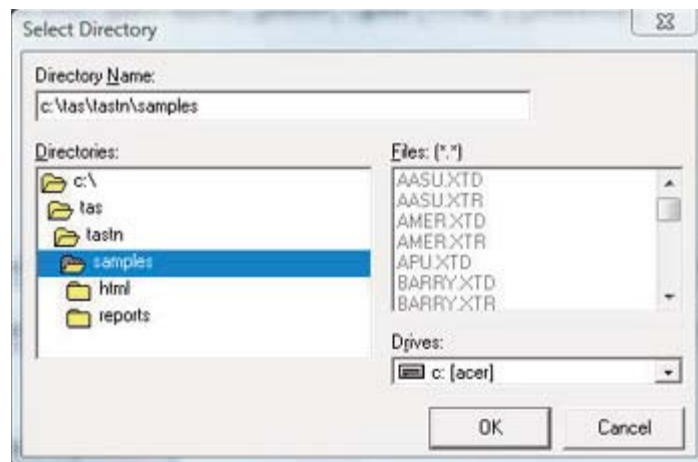 Select Directory
Directory Name:
c:\tas\tastn\samples
Directories:
c:\
tas
tastn
samples
html
reports
Files: (*.*)
AASU.XTD
AASU.XTR
AMER.XTD
AMER.XTR
APU.XTD
BARRY.XTD
BARRY.XTR
Drives:
c: [acer]
OK
Cancel